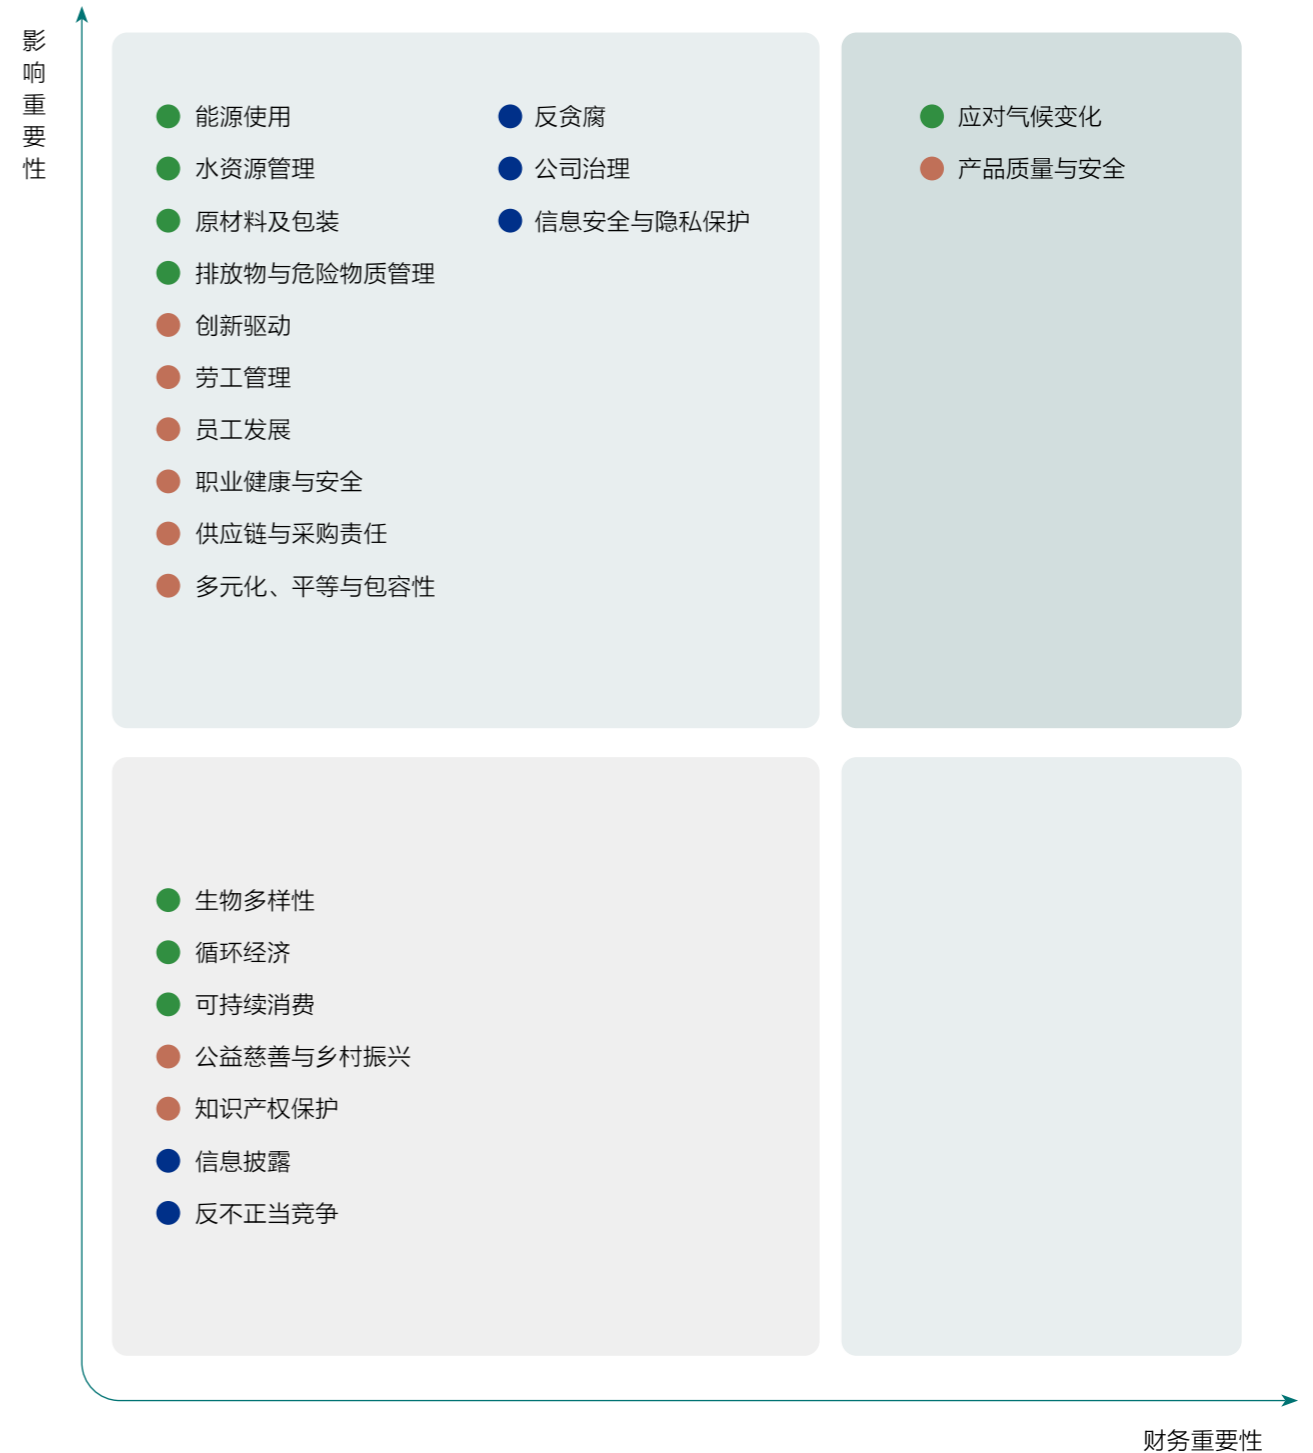 影响重要性
能源使用
水资源管理
原材料及包装
排放物与危险物质管理
创新驱动
劳工管理
员工发展
职业健康与安全
供应链与采购责任
多元化、平等与包容性
反贪腐
公司治理
信息安全与隐私保护
应对气候变化
产品质量与安全
生物多样性
循环经济
可持续消费
公益慈善与乡村振兴
知识产权保护
信息披露
反不正当竞争
财务重要性